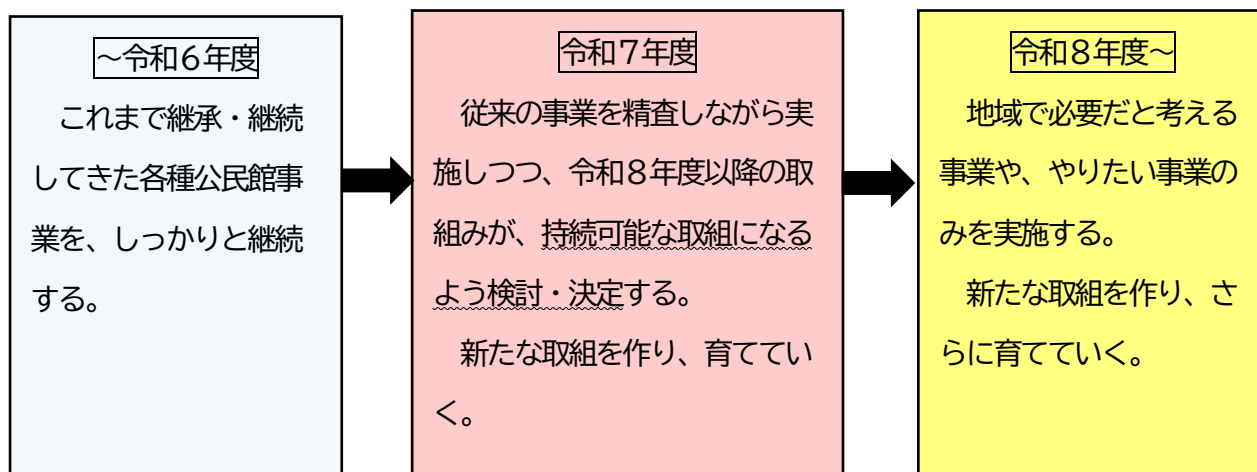 ～令和６年度
　これまで継承・継続
してきた各種公民館事
業を、しっかりと継続
する。
令和７年度
　従来の事業を精査しながら実
施しつつ、令和８年度以降の取
組みが、持続可能な取組になる
よう検討・決定する。
　新たな取組を作り、育ててい
く。
令和８年度～
　地域で必要だと考える
事業や、やりたい事業の
みを実施する。
　新たな取組を作り、さ
らに育てていく。